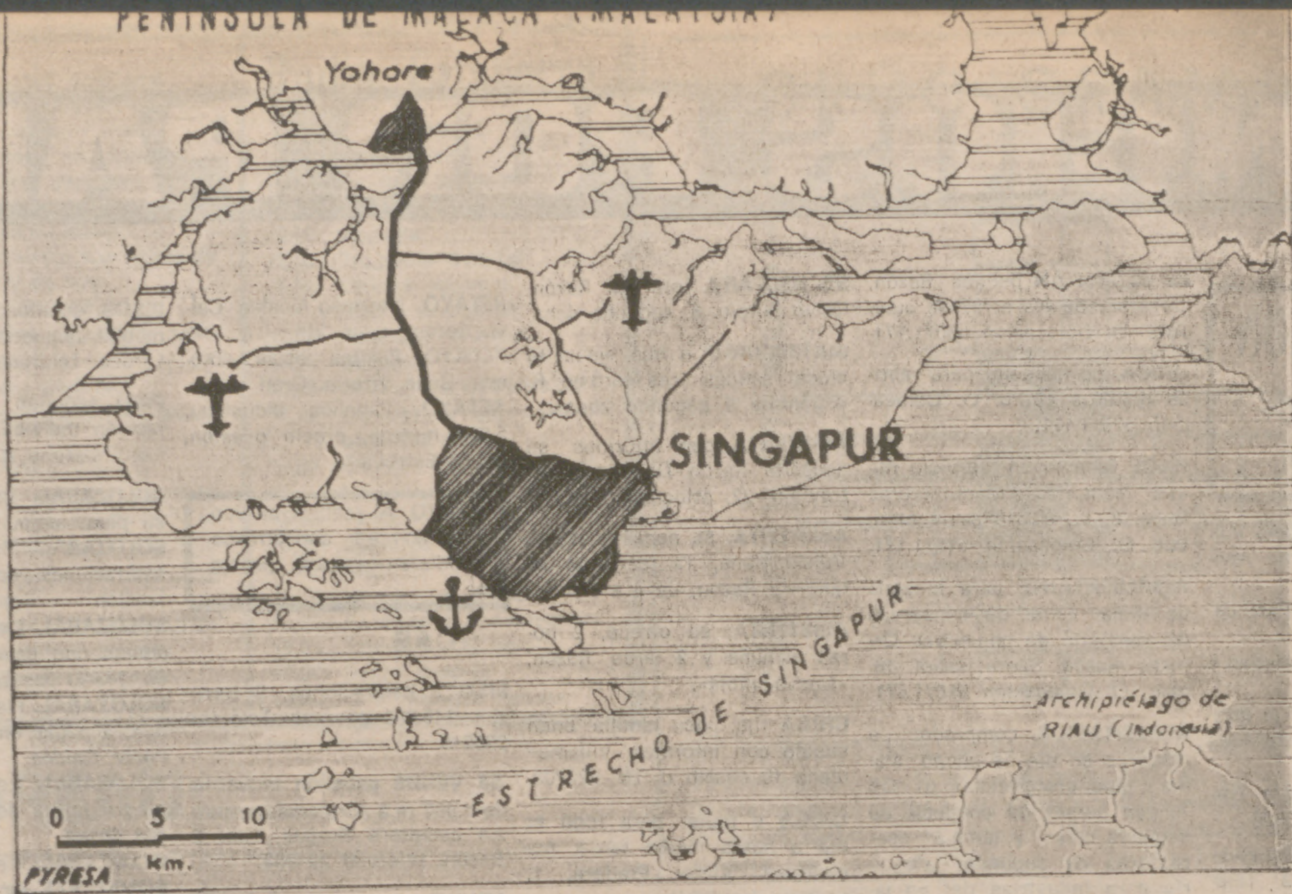 PENINSULA DE MALACA (MALAYSIA)
Yohore
SINGAPUR
ESTRECHO DE SINGAPUR
Archipiélago de
RIAU (Indonesia)
0 5 10
km.
PYRESA